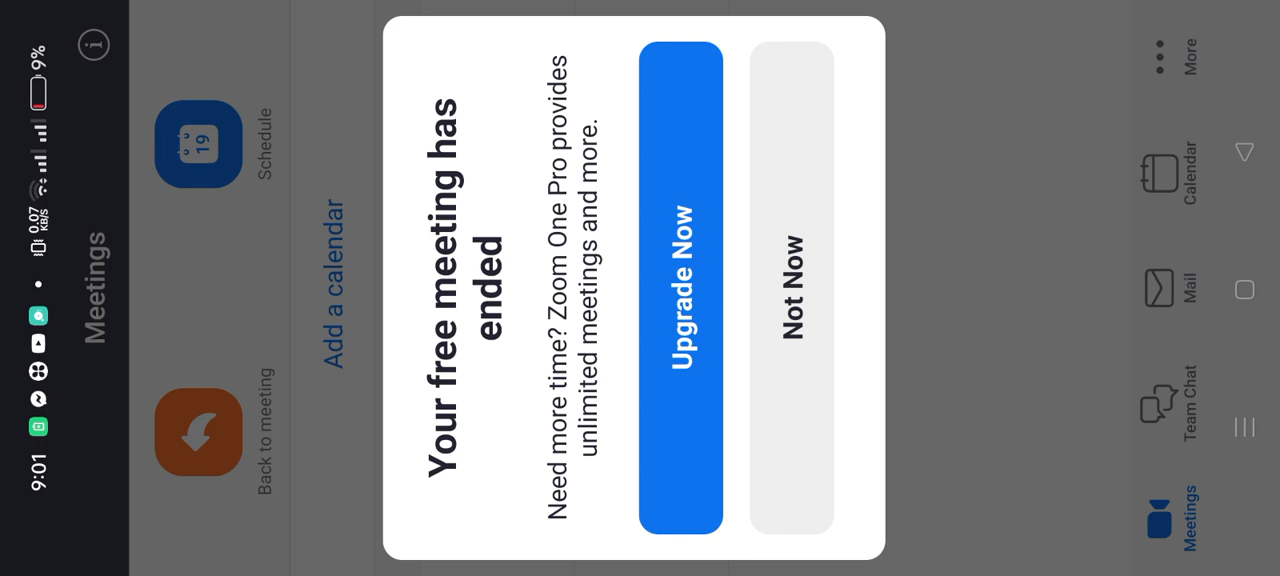 9:01
0.07
KB/S
9%
Meetings
Back to meeting
19
Schedule
Add a calendar
Your free meeting has
ended
Need more time? Zoom One Pro provides
unlimited meetings and more.
Upgrade Now
Not Now
Meetings
Team Chat
Mail
Calendar
More